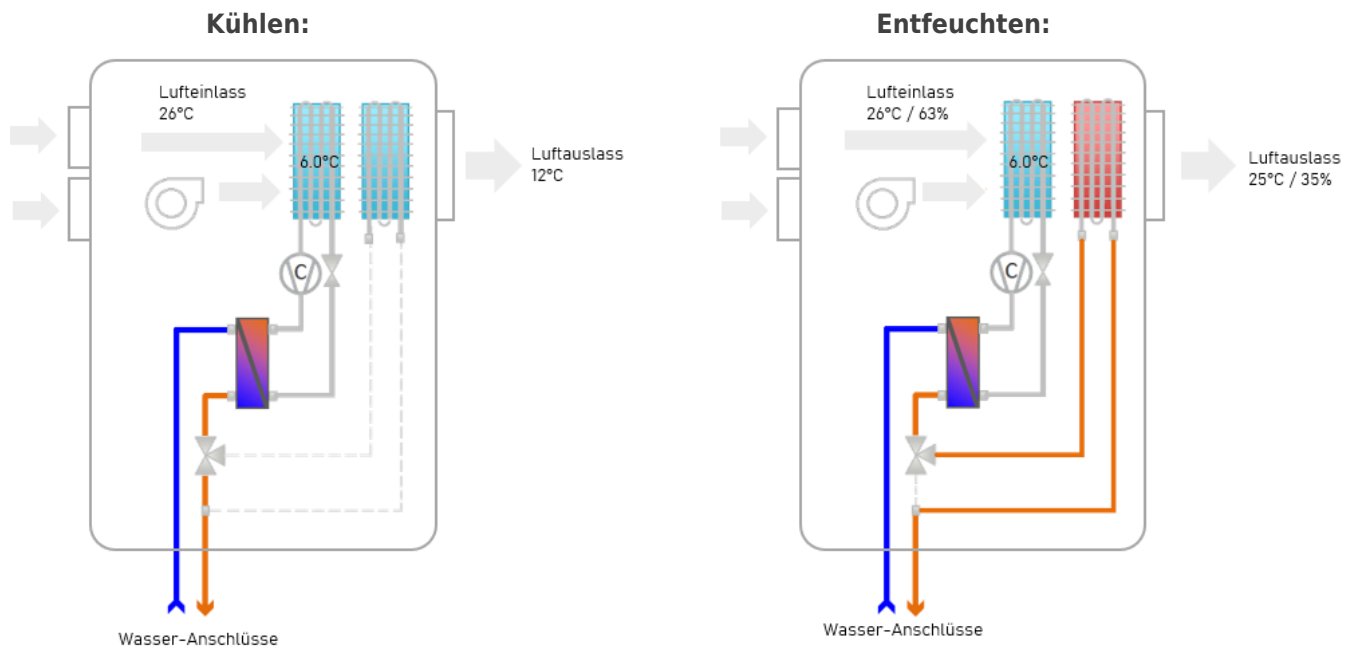 Kühlen:
Lufteinlass
26°C
6.0°C
Luftauslass
12°C
C
Wasser-Anschlüsse
Entfeuchten:
Lufteinlass
26°C / 63%
6.0°C
Luftauslass
25°C / 35%
C
Wasser-Anschlüsse